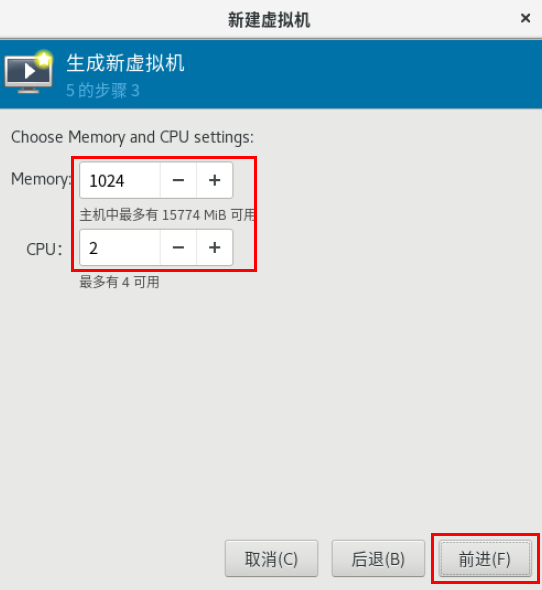 新建虚拟机 ×
生成新虚拟机
5 的步骤 3
Choose Memory and CPU settings:
Memory: 1024 − +
主机中最多有 15774 MiB 可用
CPU： 2 − +
最多有 4 可用
取消(C) 后退(B) 前进(F)